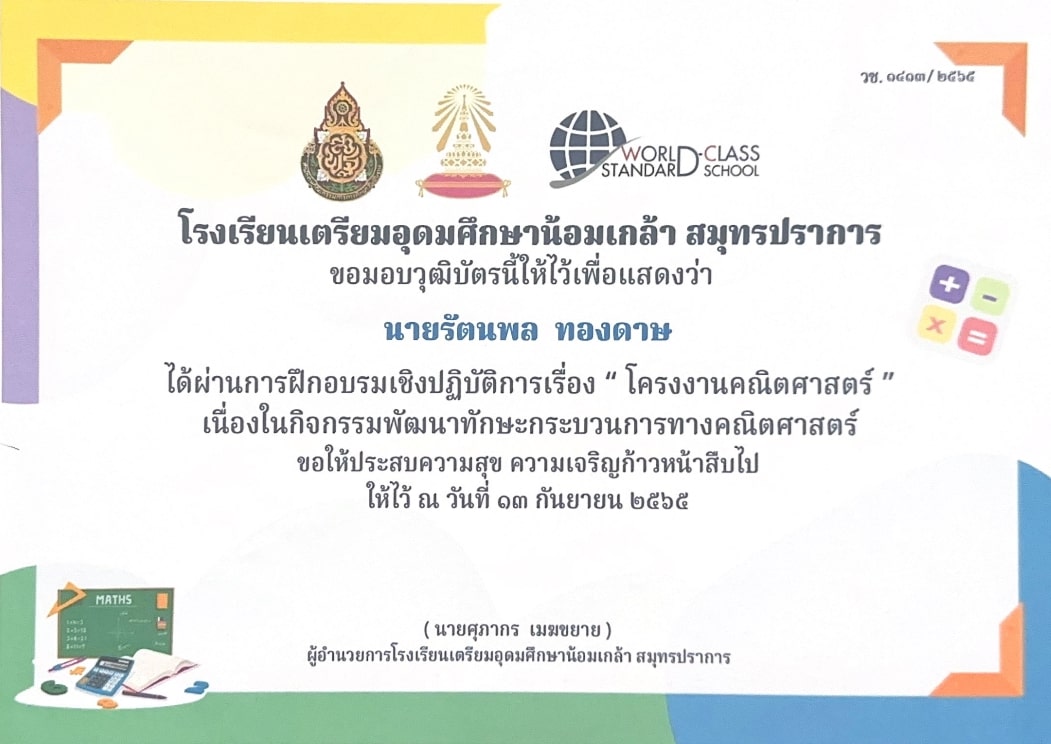 วช. ๑๔๑๓/๒๕๖๕
WORLD-CLASS
STANDARD SCHOOL
โรงเรียนเตรียมอุดมศึกษาน้อมเกล้า สมุทรปราการ
ขอมอบวุฒิบัตรนี้ให้ไว้เพื่อแสดงว่า
นายรัตนพล ทองดาษ
ได้ผ่านการฝึกอบรมเชิงปฏิบัติการเรื่อง “ โครงงานคณิตศาสตร์ ”
เนื่องในกิจกรรมพัฒนาทักษะกระบวนการทางคณิตศาสตร์
ขอให้ประสบความสุข ความเจริญก้าวหน้าสืบไป
ให้ไว้ ณ วันที่ ๑๓ กันยายน ๒๕๖๕
MATHS
( นายศุภากร เมฆขยาย )
ผู้อำนวยการโรงเรียนเตรียมอุดมศึกษาน้อมเกล้า สมุทรปราการ